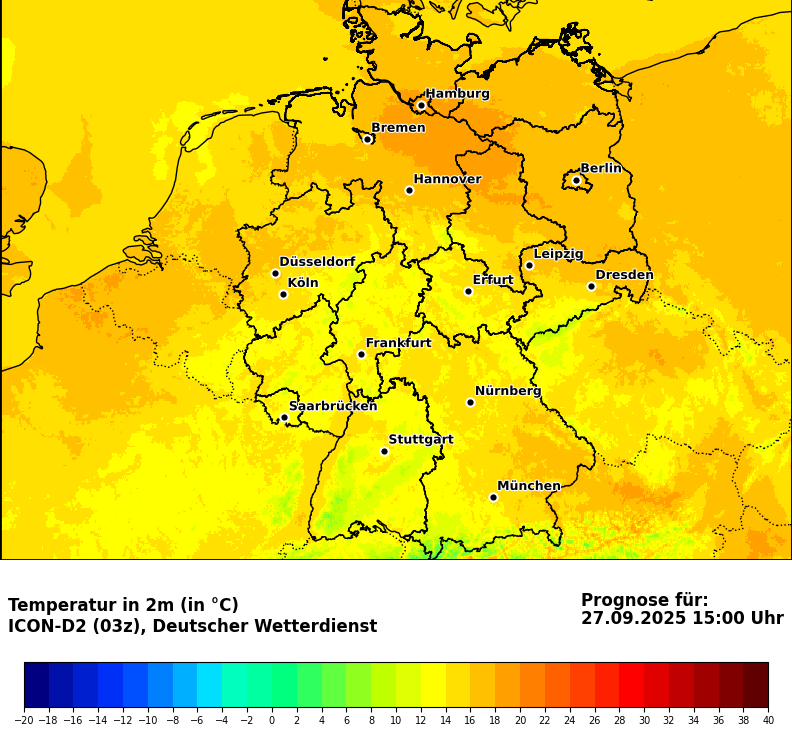 Hamburg
Bremen
Berlin
Hannover
Leipzig
Düsseldorf
Dresden
Köln
Erfurt
Frankfurt
Nürnberg
Saarbrücken
Stuttgart
München
Temperatur in 2m (in °C)
ICON-D2 (03z), Deutscher Wetterdienst
Prognose für:
27.09.2025 15:00 Uhr
−20 −18 −16 −14 −12 −10 −8 −6 −4 −2 0 2 4 6 8 10 12 14 16 18 20 22 24 26 28 30 32 34 36 38 40